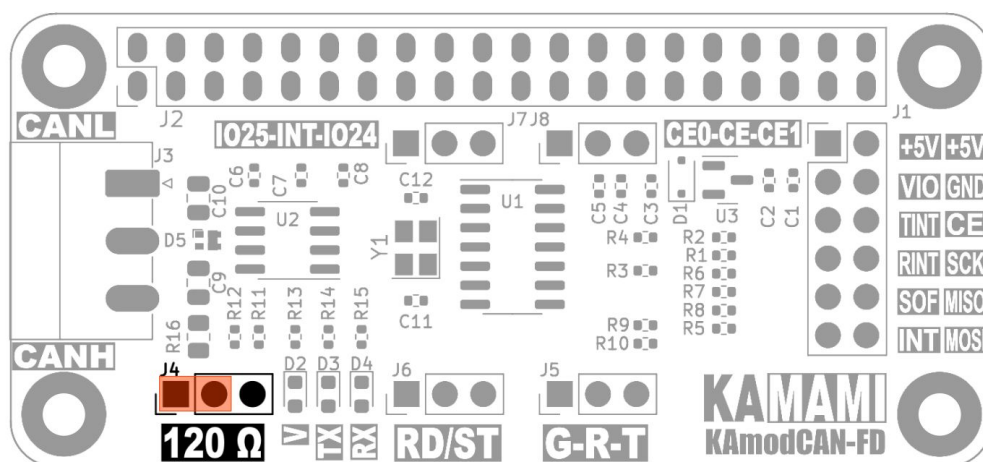 J2
J1
CANL
IO25-INT-IO24
J7
J8
CE0-CE-CE1
+5V +5V
J3
C6
C7
C8
C12
U1
C5
C4
C3
D1
U3
C2
C1
VIO GND
C10
U2
TINT CE
D5
Y1
R4
R2
R1
R3
R6
RINT SCK
C9
R7
SOF MISO
R16
R12
R11
R13
R14
R15
C11
R9
R8
R10
R5
INT MOSI
CANH
J4
D2
D3
D4
J6
J5
KAMAMI
120 Ω
V
TX
RX
RD/ST
G-R-T
KAmodCAN-FD